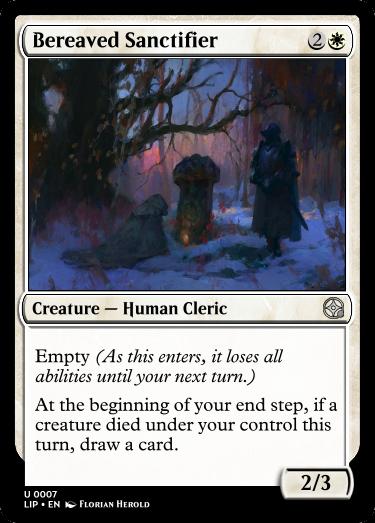 Bereaved Sanctifier 2
Creature — Human Cleric
Empty (As this enters, it loses all
abilities until your next turn.)
At the beginning of your end step, if a
creature died under your control this
turn, draw a card.
2/3
U 0007
LIP • EN Florian Herold